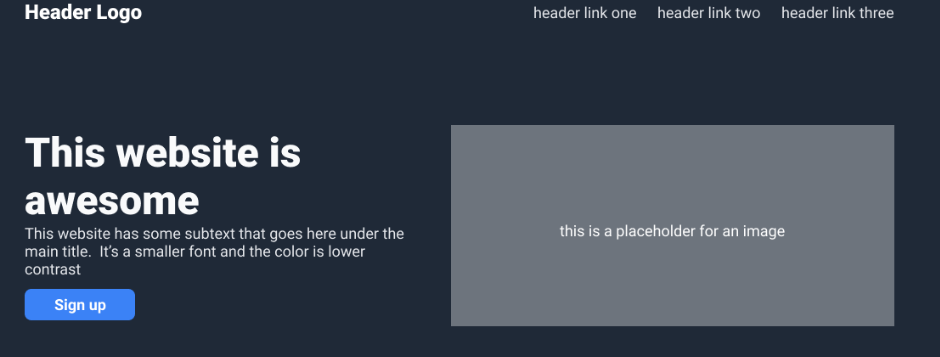 Header Logo
header link one
header link two
header link three
This website is
awesome
This website has some subtext that goes here under the
main title.  It’s a smaller font and the color is lower
contrast
Sign up
this is a placeholder for an image